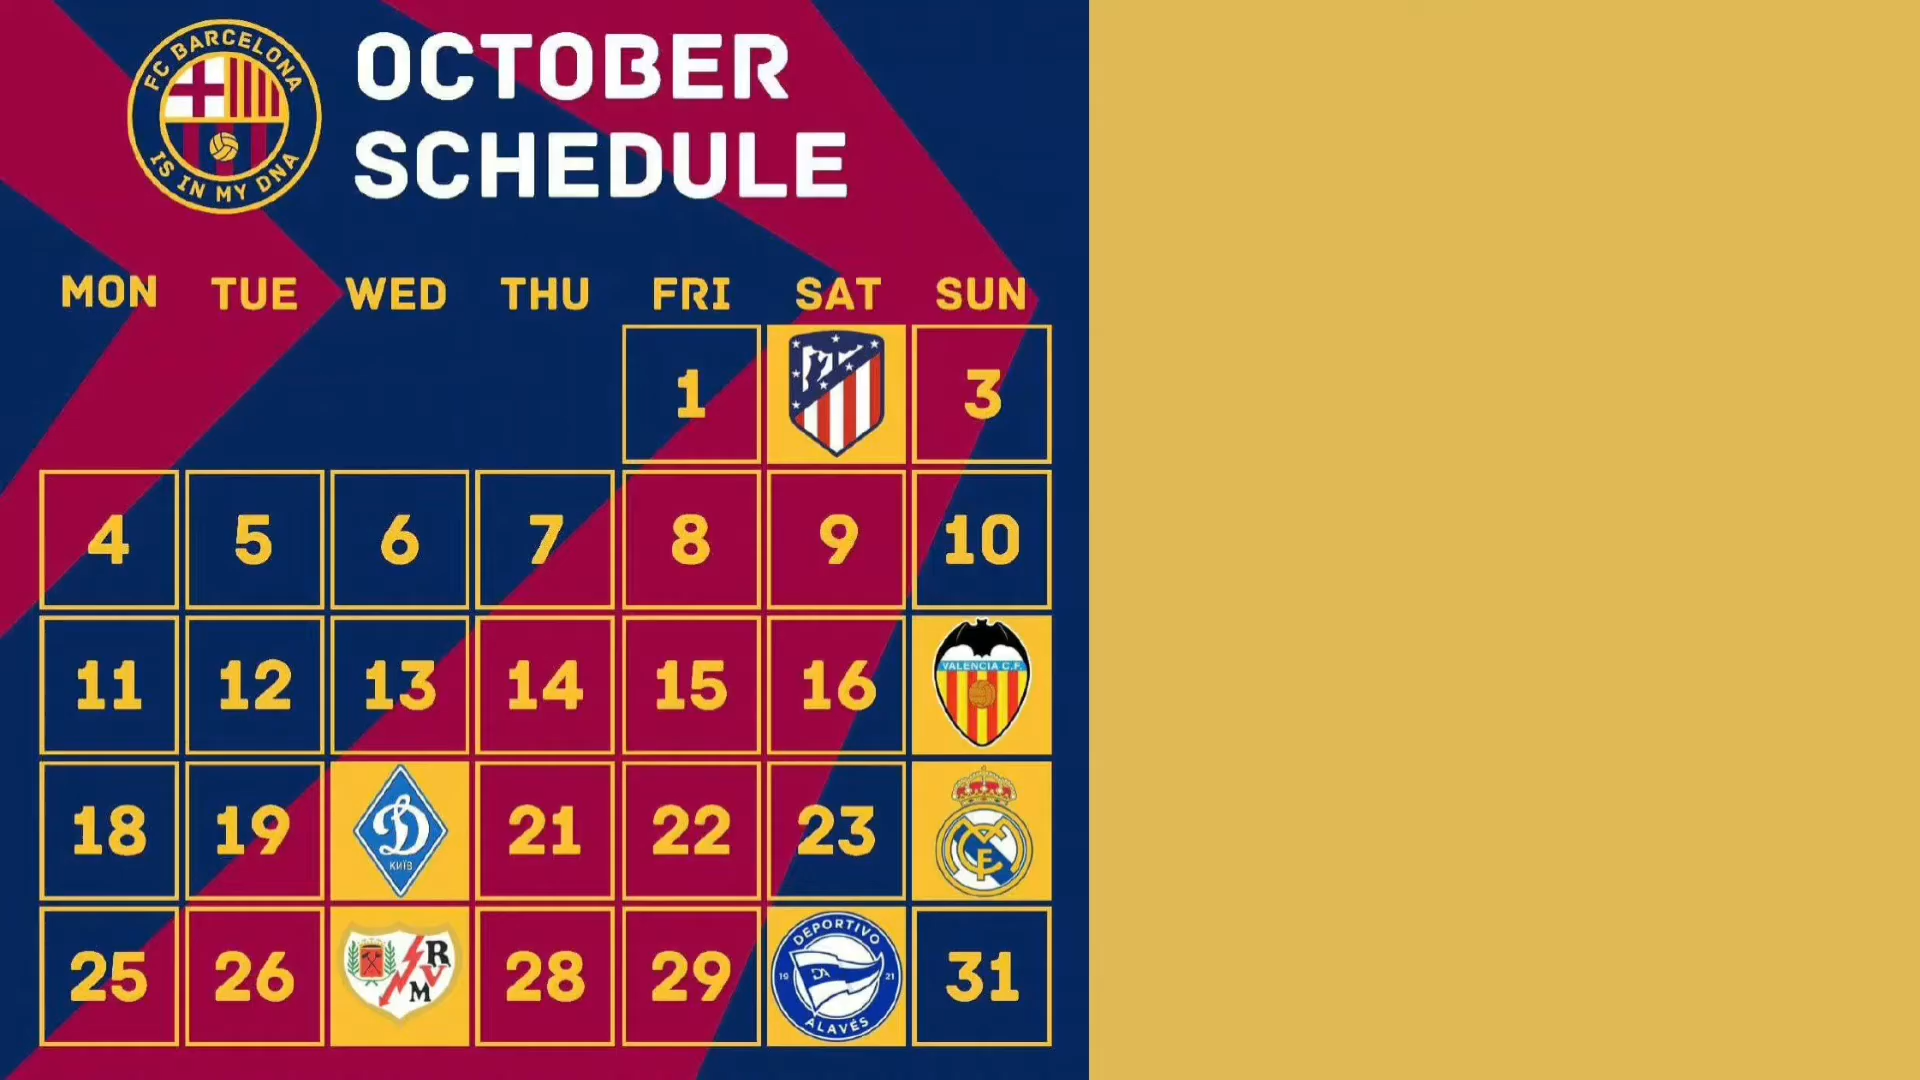 FC BARCELONA
IS IN MY DNA
OCTOBER
SCHEDULE
MON TUE WED THU FRI SAT SUN
1 3
4 5 6 7 8 9 10
11 12 13 14 15 16
VALENCIA C.F.
18 19 21 22 23
КИЇВ
25 26 28 29 31
R V M
DEPORTIVO
19 21
DA
ALAVÉS